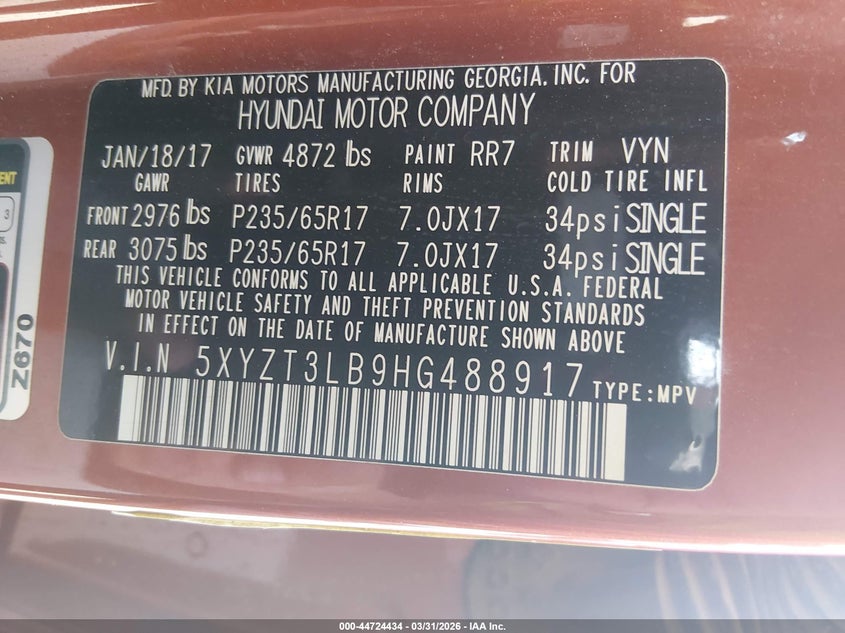 MFD. BY KIA MOTORS MANUFACTURING GEORGIA. INC. FOR
HYUNDAI MOTOR COMPANY
JAN/18/17 GVWR 4872 lbs PAINT RR7 TRIM VYN
GAWR TIRES RIMS COLD TIRE INFL
FRONT 2976 lbs P235/65R17 7.0JX17 34psi SINGLE
REAR 3075 lbs P235/65R17 7.0JX17 34psi SINGLE
THIS VEHICLE CONFORMS TO ALL APPLICABLE U.S.A. FEDERAL
MOTOR VEHICLE SAFETY AND THEFT PREVENTION STANDARDS
IN EFFECT ON THE DATE OF MANUFACTURE SHOWN ABOVE
V.I.N 5XYZT3LB9HG488917 TYPE:MPV
ENT
3
Z670
000-44724434 - 03/31/2026 - IAA Inc.